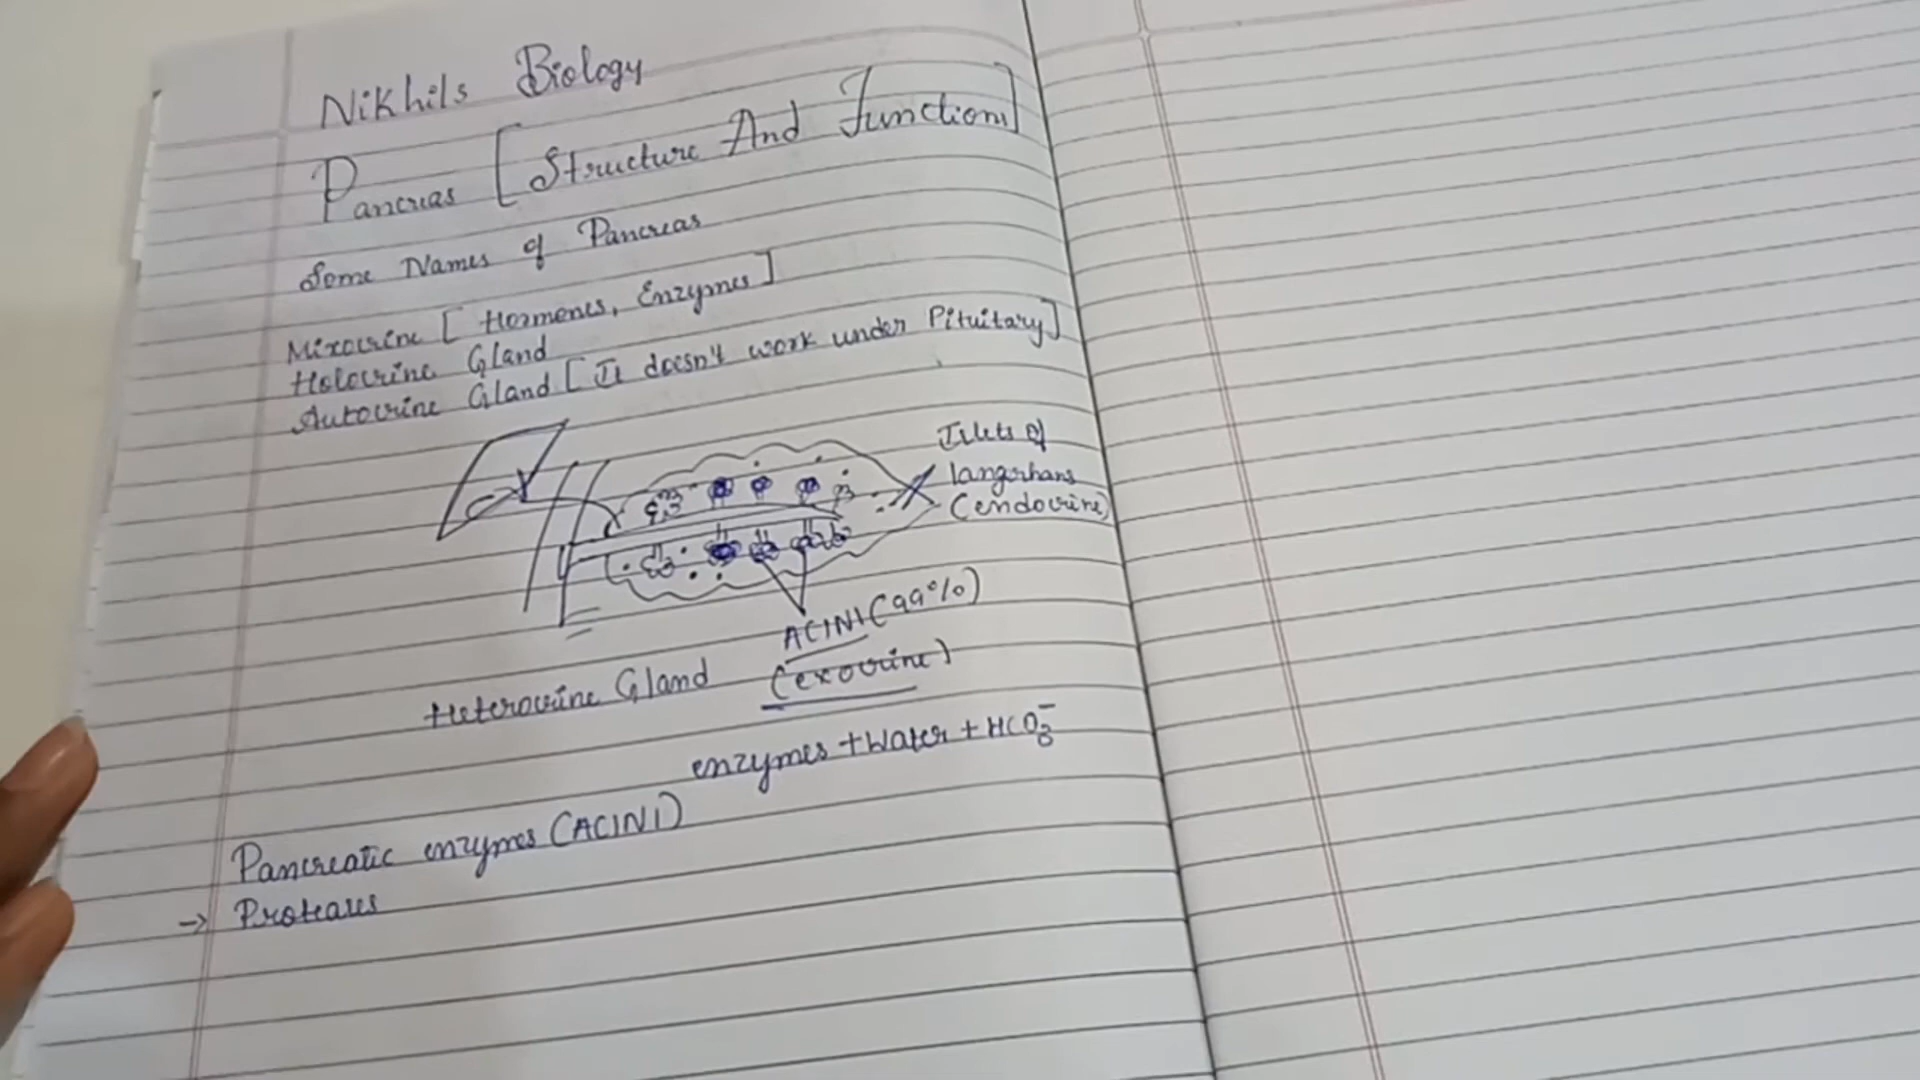 Nikhils Biology
Pancreas [Structure And Function]
Some Names of Pancreas
Mixocrine [Hormones, Enzymes]
Holocrine Gland
Autocrine Gland [It doesn't work under Pituitary]
Islets of
langerhans
(endocrine)
ACINI (99%)
(exocrine)
Heterocrine Gland
enzymes + Water + HCO3⁻
Pancreatic enzymes (ACINI)
→ Proteases